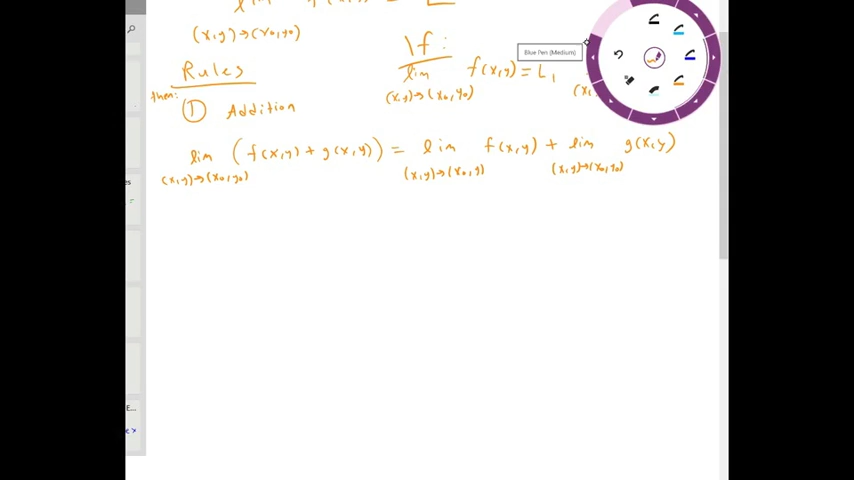 lim
(x,y)→(x0,y0)
If:
Rules
lim f(x,y) = L1
(x,y)→(x0,y0)
then:
① Addition
lim (f(x,y) + g(x,y)) = lim f(x,y) + lim g(x,y)
(x,y)→(x0,y0) (x,y)→(x0,y) (x,y)→(x0,y0)
Blue Pen (Medium)